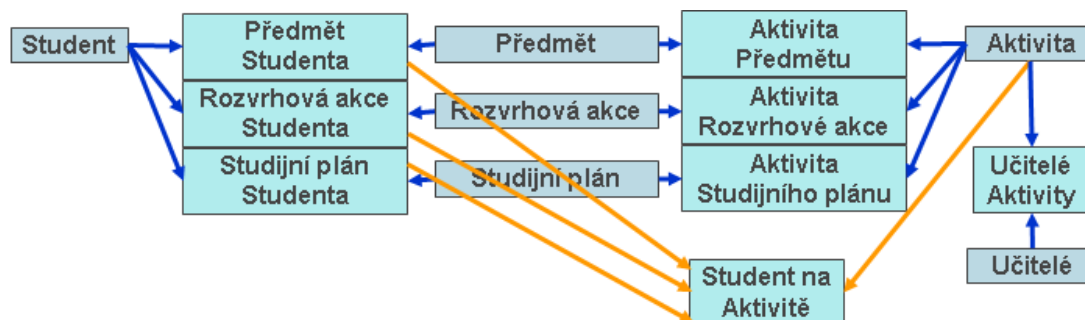 Student
Předmět
Studenta
Předmět
Aktivita
Předmětu
Aktivita
Rozvrhová akce
Studenta
Rozvrhová akce
Aktivita
Rozvrhové akce
Studijní plán
Studenta
Studijní plán
Aktivita
Studijního plánu
Učitelé
Aktivity
Učitelé
Student na
Aktivitě